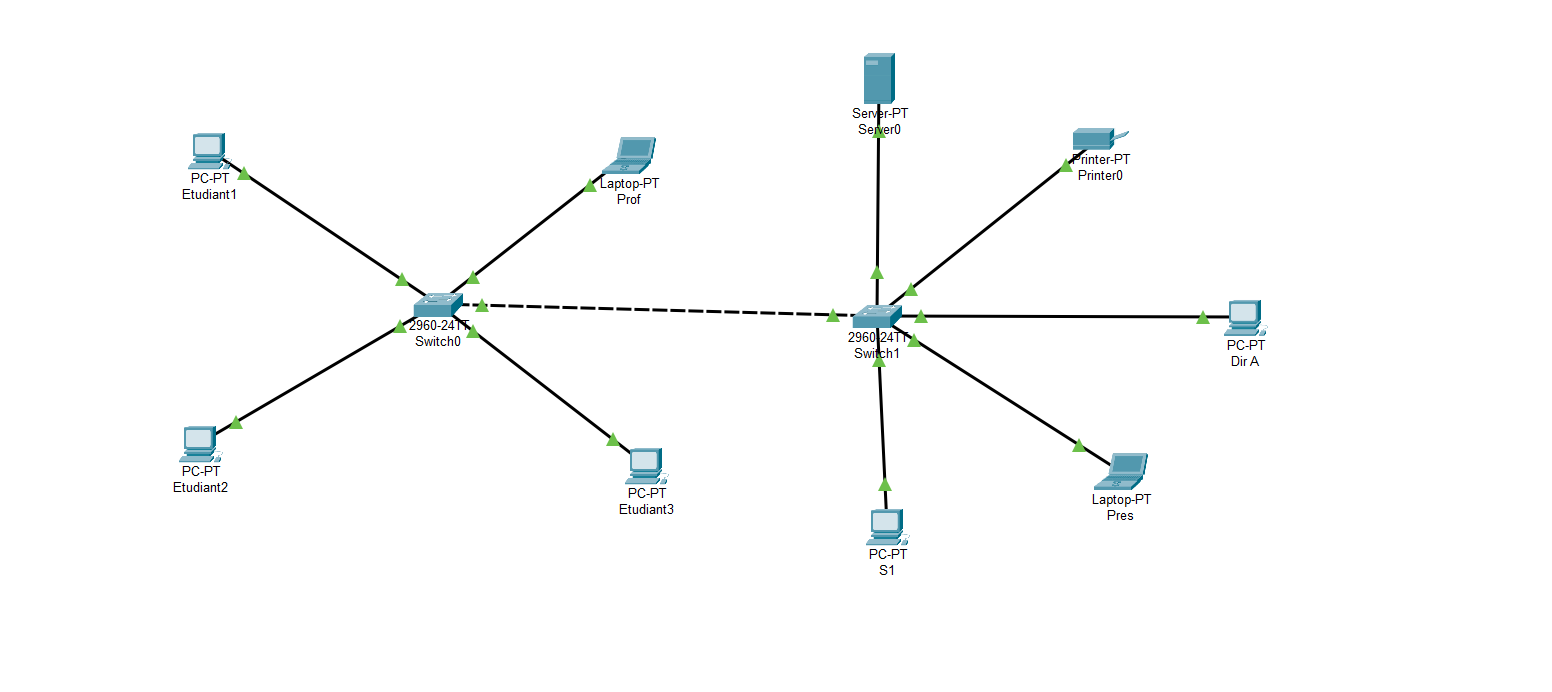 Server-PT
Server0
PC-PT
Etudiant1
Laptop-PT
Prof
Printer-PT
Printer0
2960-24TT
Switch0
2960-24TT
Switch1
PC-PT
Dir A
PC-PT
Etudiant2
PC-PT
Etudiant3
Laptop-PT
Pres
PC-PT
S1